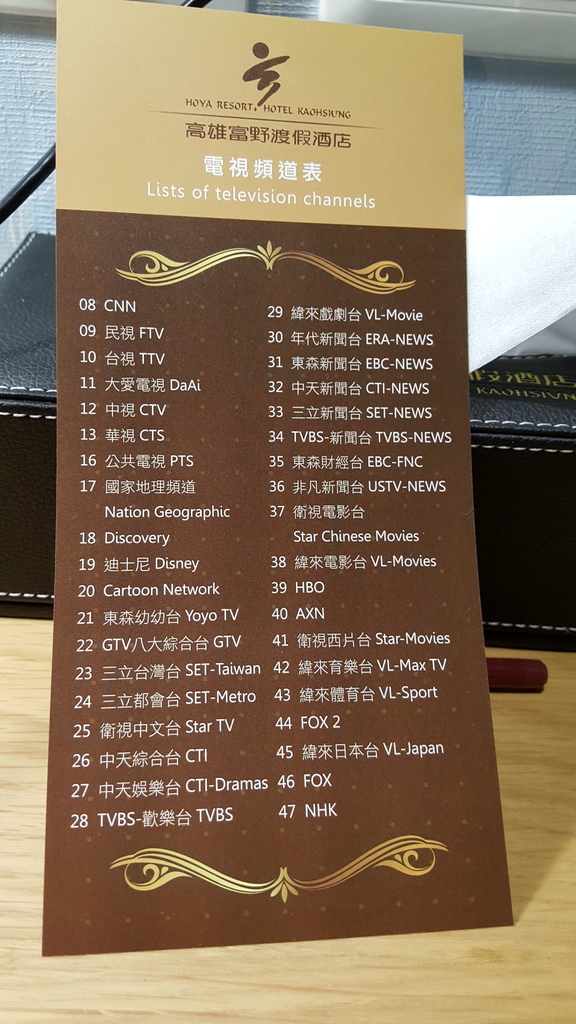 HOYA RESORT HOTEL KAOHSIUNG
高雄富野渡假酒店
電視頻道表
Lists of television channels
08 CNN
09 民視 FTV
10 台視 TTV
11 大愛電視 DaAi
12 中視 CTV
13 華視 CTS
16 公共電視 PTS
17 國家地理頻道
Nation Geographic
18 Discovery
19 迪士尼 Disney
20 Cartoon Network
21 東森幼幼台 Yoyo TV
22 GTV八大綜合台 GTV
23 三立台灣台 SET-Taiwan
24 三立都會台 SET-Metro
25 衛視中文台 Star TV
26 中天綜合台 CTI
27 中天娛樂台 CTI-Dramas
28 TVBS-歡樂台 TVBS
29 緯來戲劇台 VL-Movie
30 年代新聞台 ERA-NEWS
31 東森新聞台 EBC-NEWS
32 中天新聞台 CTI-NEWS
33 三立新聞台 SET-NEWS
34 TVBS-新聞台 TVBS-NEWS
35 東森財經台 EBC-FNC
36 非凡新聞台 USTV-NEWS
37 衛視電影台
Star Chinese Movies
38 緯來電影台 VL-Movies
39 HBO
40 AXN
41 衛視西片台 Star-Movies
42 緯來育樂台 VL-Max TV
43 緯來體育台 VL-Sport
44 FOX 2
45 緯來日本台 VL-Japan
46 FOX
47 NHK